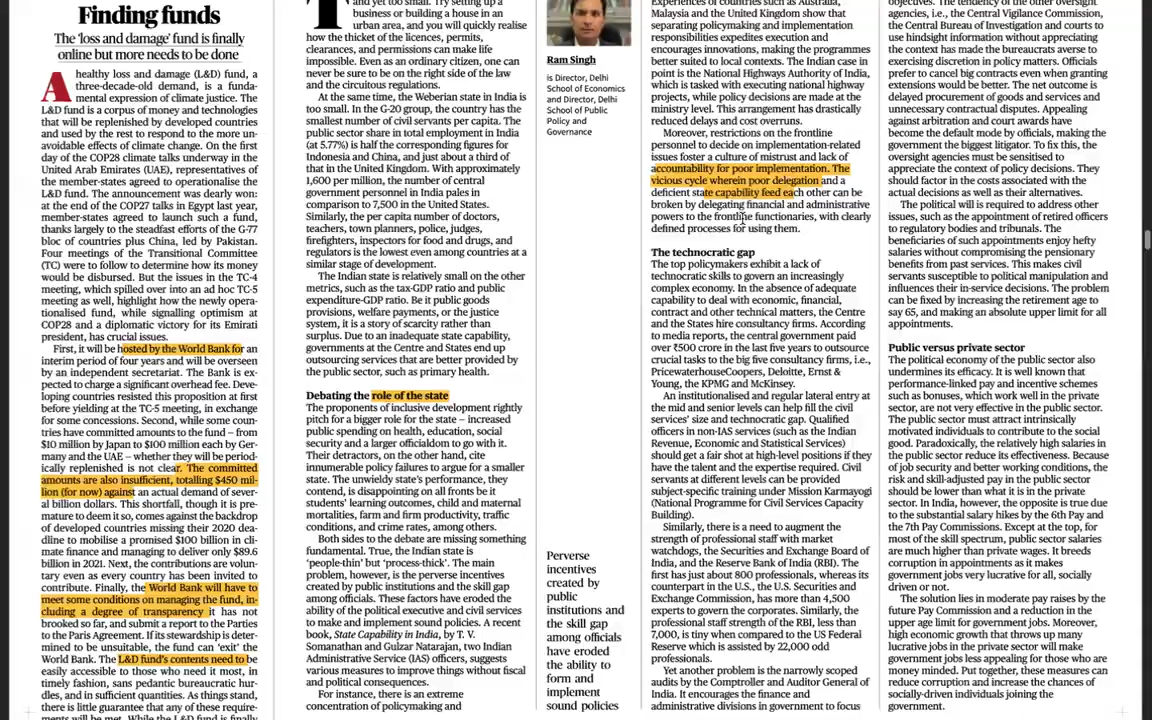 Finding funds
The 'loss and damage' fund is finally
online but more needs to be done
A healthy loss and damage (L&D) fund, a
three-decade-old demand, is a funda-
mental expression of climate justice. The
L&D fund is a corpus of money and technologies
that will be replenished by developed countries
and used by the rest to respond to the more un-
avoidable effects of climate change. On the first
day of the COP28 climate talks underway in the
United Arab Emirates (UAE), representatives of
the member-states agreed to operationalise the
L&D fund. The announcement was dearly won:
at the end of the COP27 talks in Egypt last year,
member-states agreed to launch such a fund,
thanks largely to the steadfast efforts of the G-77
bloc of countries plus China, led by Pakistan.
Four meetings of the Transitional Committee
(TC) were to follow to determine how its money
would be disbursed. But the issues in the TC-4
meeting, which spilled over into an ad hoc TC-5
meeting as well, highlight how the newly opera-
tionalised fund, while signalling optimism at
COP28 and a diplomatic victory for its Emirati
president, has crucial issues.
First, it will be hosted by the World Bank for an
interim period of four years and will be overseen
by an independent secretariat. The Bank is ex-
pected to charge a significant overhead fee. Deve-
loping countries resisted this proposition at first
before yielding at the TC-5 meeting, in exchange
for some concessions. Second, while some coun-
tries have committed amounts to the fund – from
$10 million by Japan to $100 million each by Ger-
many and the UAE – whether they will be period-
ically replenished is not clear. The committed
amounts are also insufficient, totalling $450 mil-
lion (for now) against an actual demand of sever-
al billion dollars. This shortfall, though it is pre-
mature to deem it so, comes against the backdrop
of developed countries missing their 2020 dea-
dline to mobilise a promised $100 billion in cli-
mate finance and managing to deliver only $89.6
billion in 2021. Next, the contributions are volun-
tary even as every country has been invited to
contribute. Finally, the World Bank will have to
meet some conditions on managing the fund, in-
cluding a degree of transparency it has not
brooked so far, and submit a report to the Parties
to the Paris Agreement. If its stewardship is deter-
mined to be unsuitable, the fund can 'exit' the
World Bank. The L&D fund's contents need to be
easily accessible to those who need it most, in
timely fashion, sans pedantic bureaucratic hur-
dles, and in sufficient quantities. As things stand,
there is little guarantee that any of these require-
ments will be met. While the L&D fund is finally
T and yet too small. Try setting up a
business or building a house in an
urban area, and you will quickly realise
how the thicket of the licences, permits,
clearances, and permissions can make life
impossible. Even as an ordinary citizen, one can
never be sure to be on the right side of the law
and the circuitous regulations.
At the same time, the Weberian state in India is
too small. In the G-20 group, the country has the
smallest number of civil servants per capita. The
public sector share in total employment in India
(at 5.77%) is half the corresponding figures for
Indonesia and China, and just about a third of
that in the United Kingdom. With approximately
1,600 per million, the number of central
government personnel in India pales in
comparison to 7,500 in the United States.
Similarly, the per capita number of doctors,
teachers, town planners, police, judges,
firefighters, inspectors for food and drugs, and
regulators is the lowest even among countries at a
similar stage of development.
The Indian state is relatively small on the other
metrics, such as the tax-GDP ratio and public
expenditure-GDP ratio. Be it public goods
provisions, welfare payments, or the justice
system, it is a story of scarcity rather than
surplus. Due to an inadequate state capability,
governments at the Centre and States end up
outsourcing services that are better provided by
the public sector, such as primary health.
Debating the role of the state
The proponents of inclusive development rightly
pitch for a bigger role for the state – increased
public spending on health, education, social
security and a larger officialdom to go with it.
Their detractors, on the other hand, cite
innumerable policy failures to argue for a smaller
state. The unwieldy state's performance, they
contend, is disappointing on all fronts be it
students' learning outcomes, child and maternal
mortalities, farm and firm productivity, traffic
conditions, and crime rates, among others.
Both sides to the debate are missing something
fundamental. True, the Indian state is
'people-thin' but 'process-thick'. The main
problem, however, is the perverse incentives
created by public institutions and the skill gap
among officials. These factors have eroded the
ability of the political executive and civil services
to make and implement sound policies. A recent
book, State Capability in India, by T. V.
Somanathan and Gulzar Natarajan, two Indian
Administrative Service (IAS) officers, suggests
various measures to improve things without fiscal
and political consequences.
For instance, there is an extreme
concentration of policymaking and
Ram Singh
is Director, Delhi
School of Economics
and Director, Delhi
School of Public
Policy and
Governance
Perverse
incentives
created by
public
institutions and
the skill gap
among officials
have eroded
the ability to
form and
implement
sound policies
Experiences of countries such as Australia,
Malaysia and the United Kingdom show that
separating policymaking and implementation
responsibilities expedites execution and
encourages innovations, making the programmes
better suited to local contexts. The Indian case in
point is the National Highways Authority of India,
which is tasked with executing national highway
projects, while policy decisions are made at the
ministry level. This arrangement has drastically
reduced delays and cost overruns.
Moreover, restrictions on the frontline
personnel to decide on implementation-related
issues foster a culture of mistrust and lack of
accountability for poor implementation. The
vicious cycle wherein poor delegation and a
deficient state capability feed each other can be
broken by delegating financial and administrative
powers to the frontline functionaries, with clearly
defined processes for using them.
The technocratic gap
The top policymakers exhibit a lack of
technocratic skills to govern an increasingly
complex economy. In the absence of adequate
capability to deal with economic, financial,
contract and other technical matters, the Centre
and the States hire consultancy firms. According
to media reports, the central government paid
over ₹500 crore in the last five years to outsource
crucial tasks to the big five consultancy firms, i.e.,
PricewaterhouseCoopers, Deloitte, Ernst &
Young, the KPMG and McKinsey.
An institutionalised and regular lateral entry at
the mid and senior levels can help fill the civil
services' size and technocratic gap. Qualified
officers in non-IAS services (such as the Indian
Revenue, Economic and Statistical Services)
should get a fair shot at high-level positions if they
have the talent and the expertise required. Civil
servants at different levels can be provided
subject-specific training under Mission Karmayogi
(National Programme for Civil Services Capacity
Building).
Similarly, there is a need to augment the
strength of professional staff with market
watchdogs, the Securities and Exchange Board of
India, and the Reserve Bank of India (RBI). The
first has just about 800 professionals, whereas its
counterpart in the U.S., the U.S. Securities and
Exchange Commission, has more than 4,500
experts to govern the corporates. Similarly, the
professional staff strength of the RBI, less than
7,000, is tiny when compared to the US Federal
Reserve which is assisted by 22,000 odd
professionals.
Yet another problem is the narrowly scoped
audits by the Comptroller and Auditor General of
India. It encourages the finance and
administrative divisions in government to focus
objectives. The tendency of the other oversight
agencies, i.e., the Central Vigilance Commission,
the Central Bureau of Investigation and courts to
use hindsight information without appreciating
the context has made the bureaucrats averse to
exercising discretion in policy matters. Officials
prefer to cancel big contracts even when granting
extensions would be better. The net outcome is
delayed procurement of goods and services and
unnecessary contractual disputes. Appealing
against arbitration and court awards have
become the default mode by officials, making the
government the biggest litigator. To fix this, the
oversight agencies must be sensitised to
appreciate the context of policy decisions. They
should factor in the costs associated with the
actual decisions as well as their alternatives.
The political will is required to address other
issues, such as the appointment of retired officers
to regulatory bodies and tribunals. The
beneficiaries of such appointments enjoy hefty
salaries without compromising the pensionary
benefits from past services. This makes civil
servants susceptible to political manipulation and
influences their in-service decisions. The problem
can be fixed by increasing the retirement age to
say 65, and making an absolute upper limit for all
appointments.
Public versus private sector
The political economy of the public sector also
undermines its efficacy. It is well known that
performance-linked pay and incentive schemes
such as bonuses, which work well in the private
sector, are not very effective in the public sector.
The public sector must attract intrinsically
motivated individuals to contribute to the social
good. Paradoxically, the relatively high salaries in
the public sector reduce its effectiveness. Because
of job security and better working conditions, the
risk and skill-adjusted pay in the public sector
should be lower than what it is in the private
sector. In India, however, the opposite is true due
to the substantial salary hikes by the 6th Pay and
the 7th Pay Commissions. Except at the top, for
most of the skill spectrum, public sector salaries
are much higher than private wages. It breeds
corruption in appointments as it makes
government jobs very lucrative for all, socially
driven or not.
The solution lies in moderate pay raises by the
future Pay Commission and a reduction in the
upper age limit for government jobs. Moreover,
high economic growth that throws up many
lucrative jobs in the private sector will make
government jobs less appealing for those who are
money minded. Put together, these measures can
reduce corruption and increase the chances of
socially-driven individuals joining the
government.